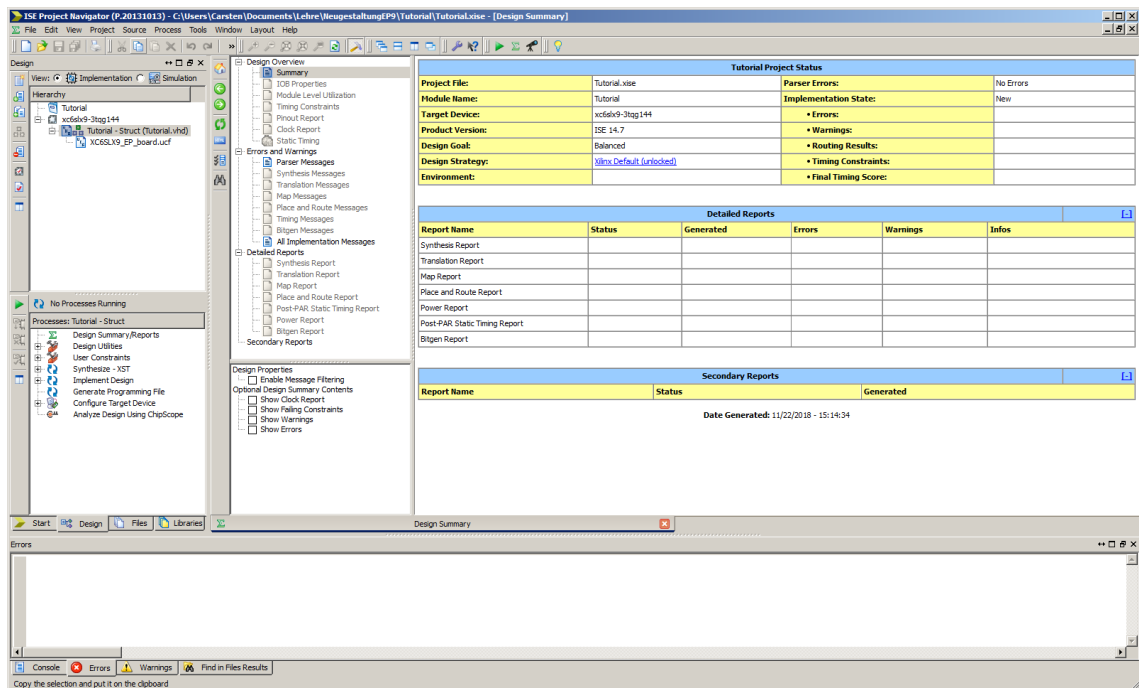 ISE Project Navigator (P.20131013) - C:\Users\Carsten\Documents\Lehre\NeugestaltungEP9\Tutorial\Tutorial.xise - [Design Summary]
File Edit View Project Source Process Tools Window Layout Help
Design
View: Implementation Simulation
Hierarchy
Tutorial
xc6slx9-3tqg144
Tutorial - Struct (Tutorial.vhd)
XC6SLX9_EP_board.ucf
No Processes Running
Processes: Tutorial - Struct
Design Summary/Reports
Design Utilities
User Constraints
Synthesize - XST
Implement Design
Generate Programming File
Configure Target Device
Analyze Design Using ChipScope
Start Design Files Libraries
Design Overview
Summary
IOB Properties
Module Level Utilization
Timing Constraints
Pinout Report
Clock Report
Static Timing
Errors and Warnings
Parser Messages
Synthesis Messages
Translation Messages
Map Messages
Place and Route Messages
Timing Messages
Bitgen Messages
All Implementation Messages
Detailed Reports
Synthesis Report
Translation Report
Map Report
Place and Route Report
Post-PAR Static Timing Report
Power Report
Bitgen Report
Secondary Reports
Design Properties
Enable Message Filtering
Optional Design Summary Contents
Show Clock Report
Show Failing Constraints
Show Warnings
Show Errors
Tutorial Project Status
Project File: Tutorial.xise Parser Errors: No Errors
Module Name: Tutorial Implementation State: New
Target Device: xc6slx9-3tqg144 • Errors:
Product Version: ISE 14.7 • Warnings:
Design Goal: Balanced • Routing Results:
Design Strategy: Xilinx Default (unlocked) • Timing Constraints:
Environment: • Final Timing Score:
Detailed Reports [-]
Report Name Status Generated Errors Warnings Infos
Synthesis Report
Translation Report
Map Report
Place and Route Report
Power Report
Post-PAR Static Timing Report
Bitgen Report
Secondary Reports [-]
Report Name Status Generated
Date Generated: 11/22/2018 - 15:14:34
Design Summary
Errors
Console Errors Warnings Find in Files Results
Copy the selection and put it on the clipboard